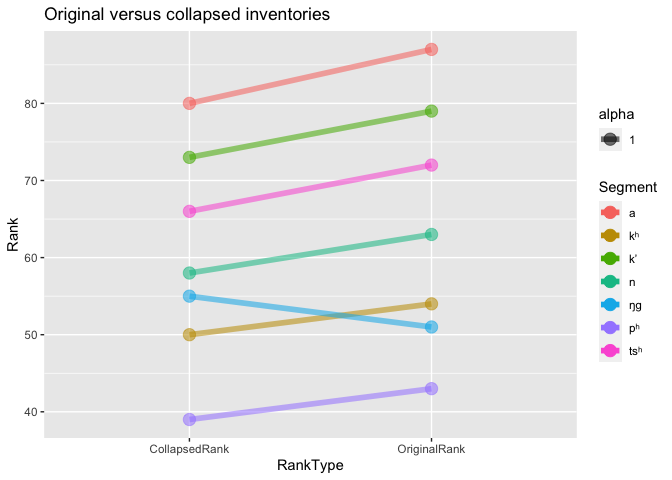 Original versus collapsed inventories
Rank
80
70
60
50
40
CollapsedRank
OriginalRank
RankType
alpha
1
Segment
a
kʰ
kʼ
n
ŋg
pʰ
tsʰ